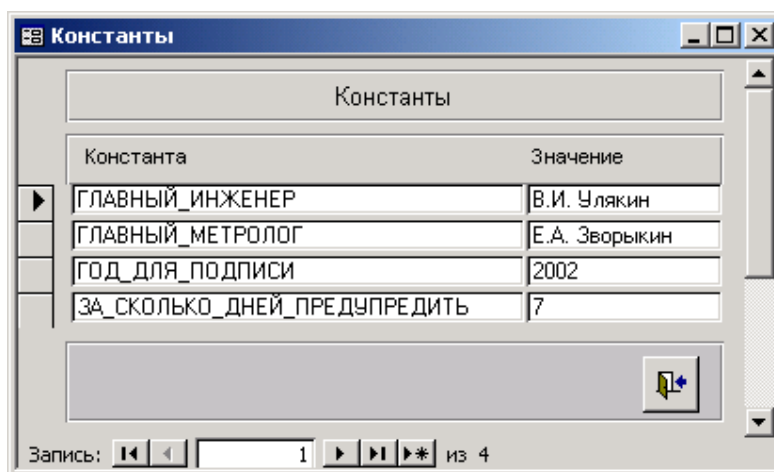 Константы
Константы
Константа Значение
ГЛАВНЫЙ_ИНЖЕНЕР В.И. Улякин
ГЛАВНЫЙ_МЕТРОЛОГ Е.А. Зворыкин
ГОД_ДЛЯ_ПОДПИСИ 2002
ЗА_СКОЛЬКО_ДНЕЙ_ПРЕДУПРЕДИТЬ 7
Запись: 1 из 4